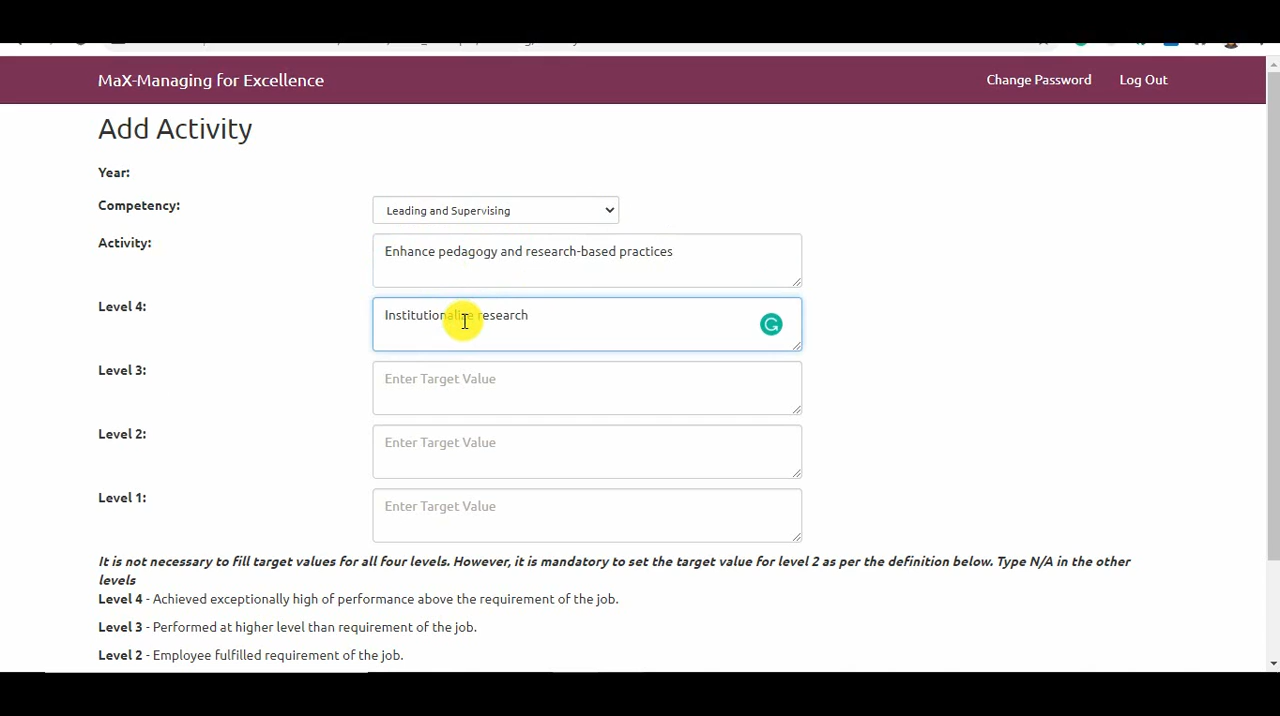 MaX-Managing for Excellence
Change Password
Log Out
Add Activity
Year:
Competency:
Leading and Supervising
Activity:
Enhance pedagogy and research-based practices
Level 4:
Institutionalize research
Level 3:
Enter Target Value
Level 2:
Enter Target Value
Level 1:
Enter Target Value
It is not necessary to fill target values for all four levels. However, it is mandatory to set the target value for level 2 as per the definition below. Type N/A in the other
levels
Level 4 - Achieved exceptionally high of performance above the requirement of the job.
Level 3 - Performed at higher level than requirement of the job.
Level 2 - Employee fulfilled requirement of the job.